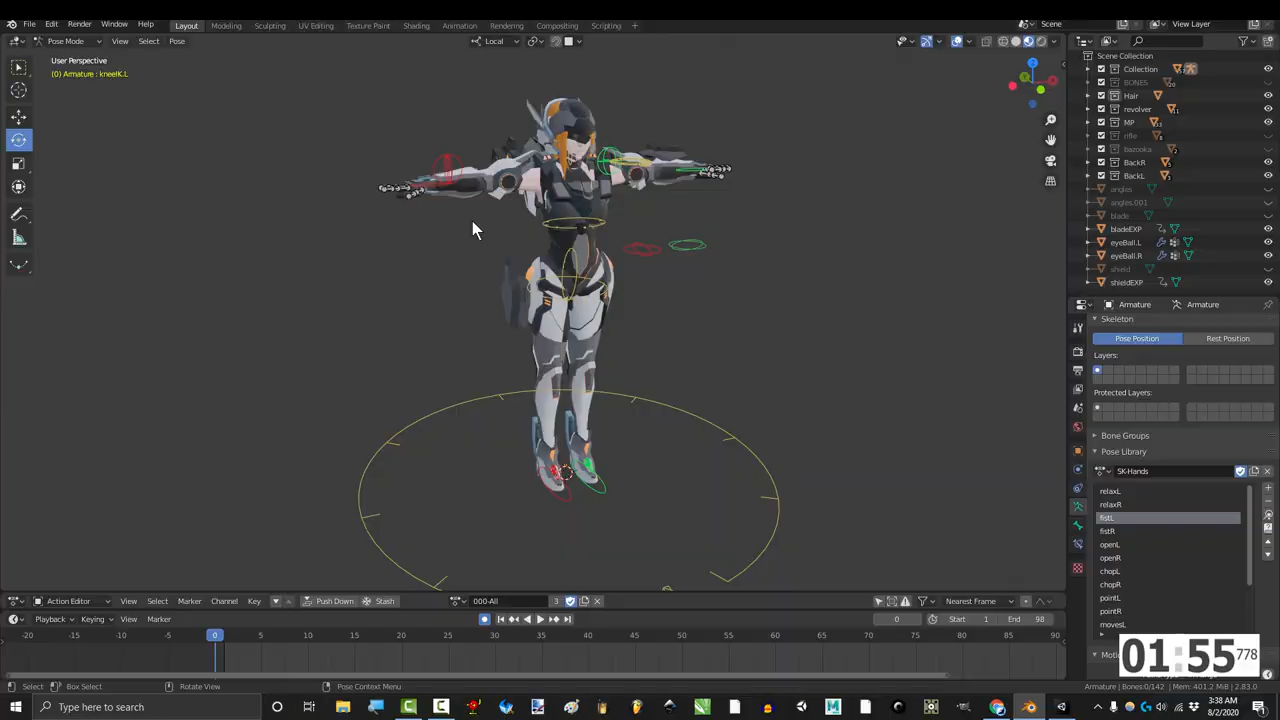 File Edit Render Window Help Layout Modeling Sculpting UV Editing Texture Paint Shading Animation Rendering Compositing Scripting + Scene View Layer
Pose Mode View Select Pose Local
User Perspective
(0) Armature : kneeIK.L
Scene Collection
Collection
BONES
Hair
revolver
MP
rifle
bazooka
BackR
BackL
angles
angles.001
blade
bladeEXP
eyeBall.L
eyeBall.R
shield
shieldEXP
Armature Armature
Skeleton
Pose Position Rest Position
Layers:
Protected Layers:
Bone Groups
Pose Library
SK-Hands
relaxL
relaxR
fistL
fistR
openL
openR
chopL
chopR
pointL
pointR
movesL
01:55 778
Action Editor View Select Marker Channel Key Push Down Stash 000-All 3 Nearest Frame
Playback Keying View Marker 0 Start 1 End 98
-20 -15 -10 -5 0 5 10 15 20 25 30 35 40 45 50 55 60 65 70 75 80 85 90
Select Box Select Rotate View Pose Context Menu Armature | Bones:0/142 | Mem: 401.2 MiB | 2.83.0
Type here to search
3:38 AM
8/2/2020